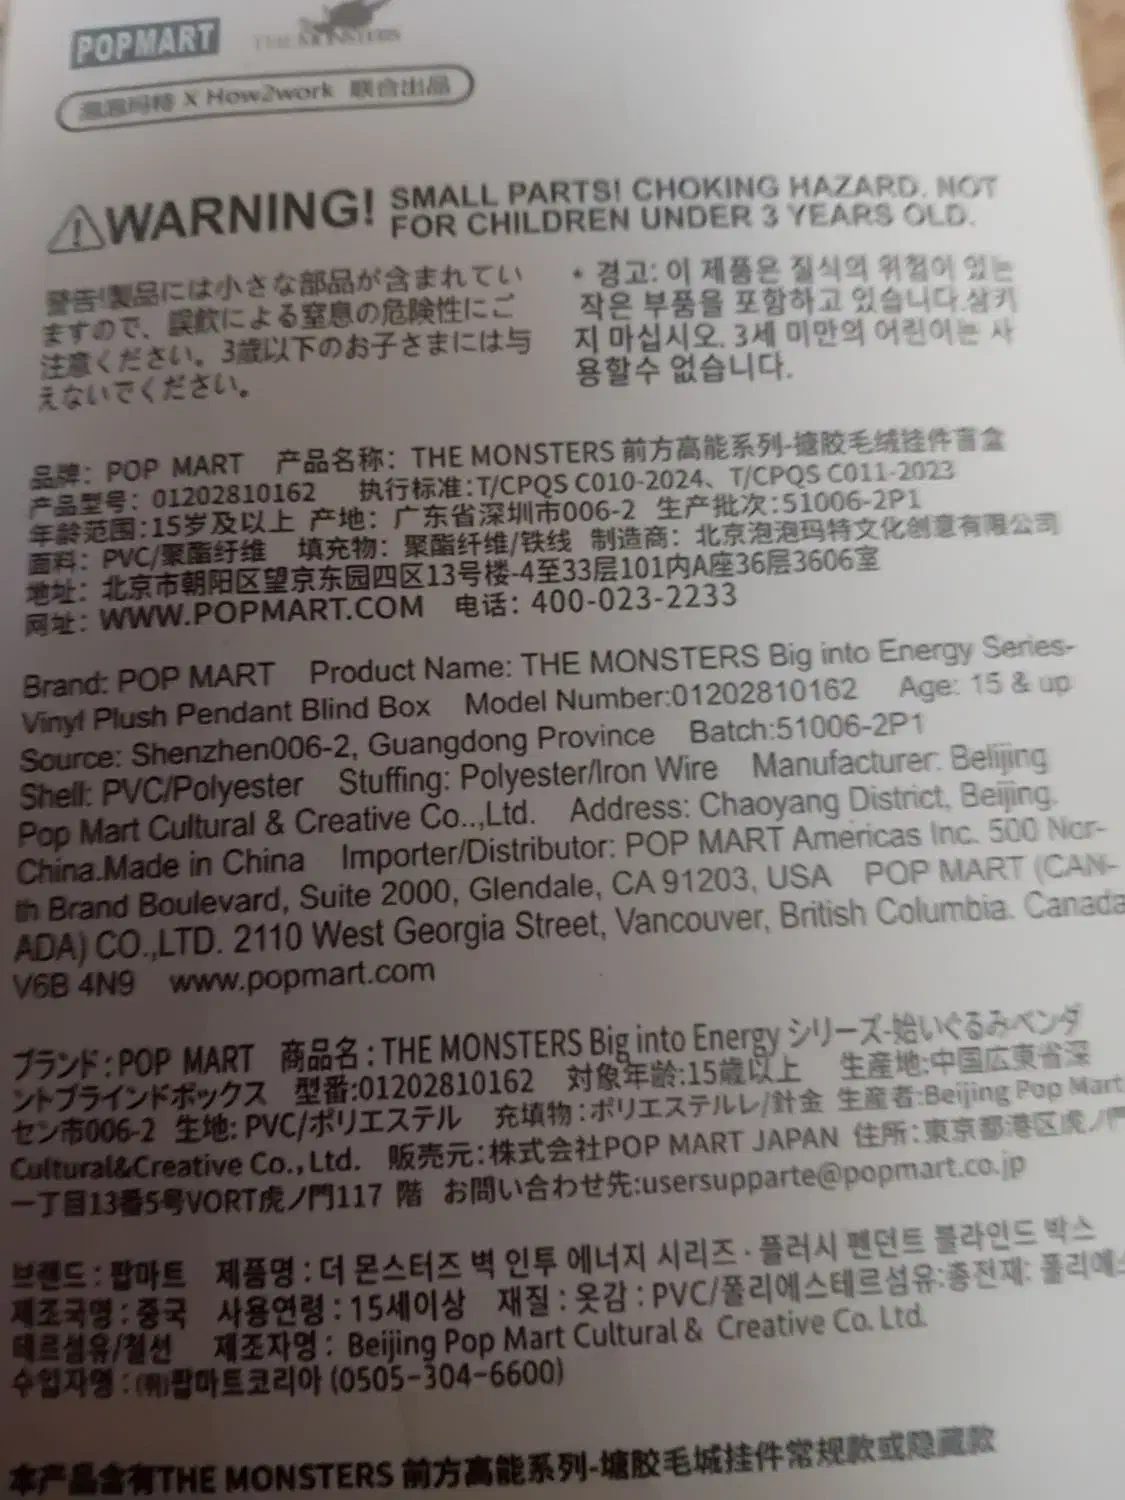 POPMART THE MONSTERS
泡泡玛特 X How2work 联合出品
WARNING! SMALL PARTS! CHOKING HAZARD. NOT
FOR CHILDREN UNDER 3 YEARS OLD.
警告!製品には小さな部品が含まれてい
ますので、誤飲による窒息の危険性にご
注意ください。3歳以下のお子さまには与
えないでください。
* 경고: 이 제품은 질식의 위험이 있는
작은 부품을 포함하고 있습니다.삼키
지 마십시오. 3세 미만의 어린이는 사
용할수 없습니다.
品牌: POP MART 产品名称: THE MONSTERS 前方高能系列-搪胶毛绒挂件盲盒
产品型号: 01202810162 执行标准:T/CPQS C010-2024、T/CPQS C011-2023
年龄范围:15岁及以上 产地: 广东省深圳市006-2 生产批次:51006-2P1
面料: PVC/聚酯纤维 填充物: 聚酯纤维/铁线 制造商: 北京泡泡玛特文化创意有限公司
地址: 北京市朝阳区望京东园四区13号楼-4至33层101内A座36层3606室
网址: WWW.POPMART.COM 电话: 400-023-2233
Brand: POP MART Product Name: THE MONSTERS Big into Energy Series-
Vinyl Plush Pendant Blind Box Model Number:01202810162 Age: 15 & up
Source: Shenzhen006-2, Guangdong Province Batch:51006-2P1
Shell: PVC/Polyester Stuffing: Polyester/Iron Wire Manufacturer: Beijing
Pop Mart Cultural & Creative Co..,Ltd. Address: Chaoyang District, Beijing.
China.Made in China Importer/Distributor: POP MART Americas Inc. 500 Nor-
th Brand Boulevard, Suite 2000, Glendale, CA 91203, USA POP MART (CAN-
ADA) CO.,LTD. 2110 West Georgia Street, Vancouver, British Columbia. Canada
V6B 4N9 www.popmart.com
ブランド:POP MART 商品名:THE MONSTERS Big into Energy シリーズ-始いぐるみペンダ
ントブラインドボックス 型番:01202810162 対象年齢:15歳以上 生産地:中国広東省深
セン市006-2 生地: PVC/ポリエステル 充填物:ポリエステルレ/針金 生産者:Beijing Pop Mart
Cultural&Creative Co., Ltd. 販売元:株式会社POP MART JAPAN 住所:東京都港区虎ノ門
一丁目13番5号VORT虎ノ門117 階 お問い合わせ先:usersupparte@popmart.co.jp
브랜드:팝마트 제품명:더 몬스터즈 벽 인투 에너지 시리즈·플러시 펜던트 블라인드 박스
제조국명:중국 사용연령:15세이상 재질:옷감:PVC/폴리에스테르섬유:충전재: 폴리에스
테르섬유/철선 제조자명: Beijing Pop Mart Cultural & Creative Co. Ltd.
수입자명:(유)팝마트코리아 (0505-304-6600)
本产品含有THE MONSTERS 前方高能系列-搪胶毛城挂件常规款或隐藏款